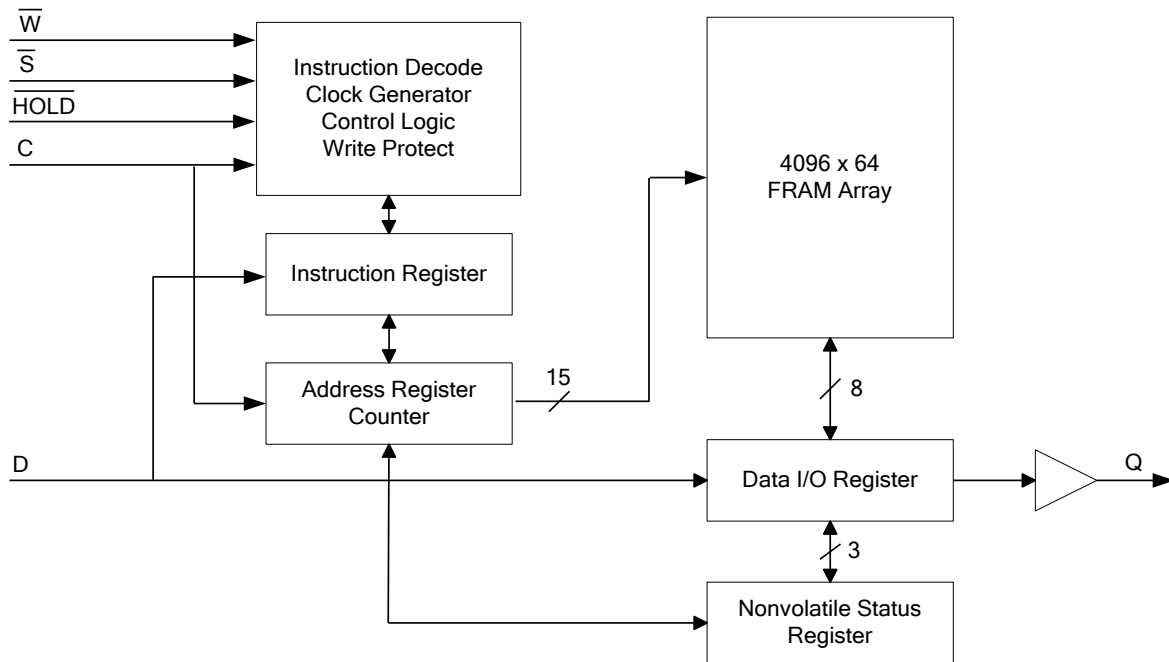 W̅
S̅
H̅O̅L̅D̅
C
Instruction Decode
Clock Generator
Control Logic
Write Protect
4096 x 64
FRAM Array
Instruction Register
Address Register
Counter
15
8
D
Data I/O Register
Q
3
Nonvolatile Status
Register